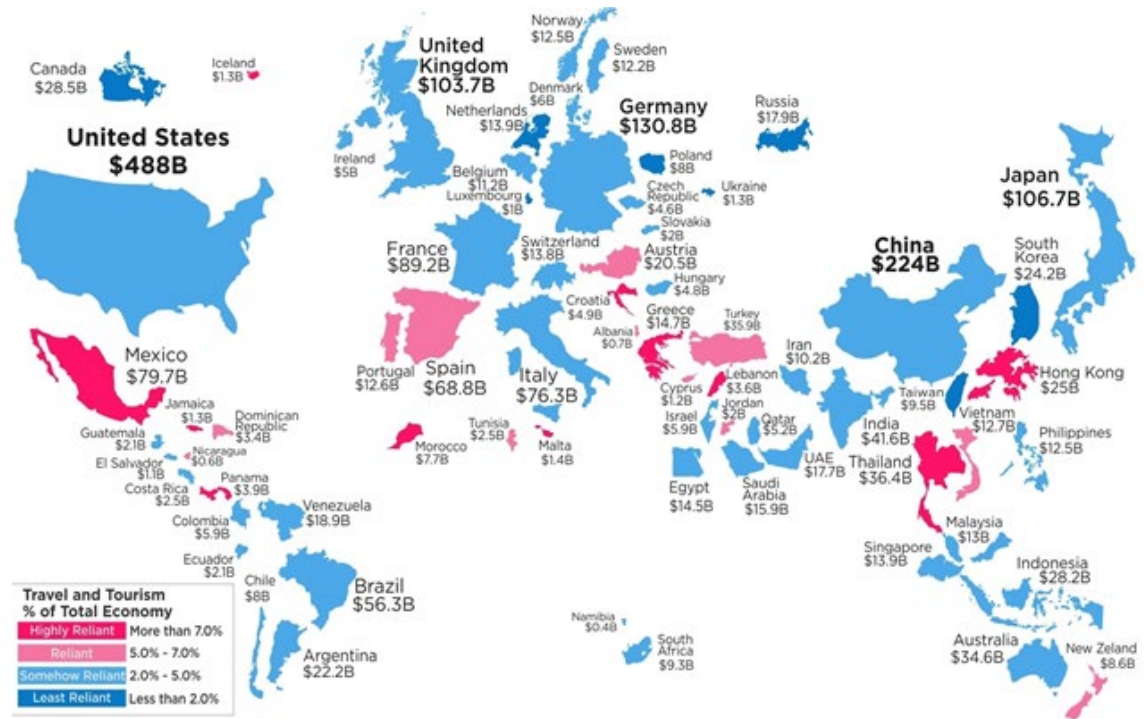 Canada
$28.5B
Iceland
$1.3B
United States
$488B
United
Kingdom
$103.7B
Norway
$12.5B
Sweden
$12.2B
Denmark
$6B
Netherlands
$13.9B
Germany
$130.8B
Russia
$17.9B
Ireland
$5B
Belgium
$11.2B
Luxembourg
$1B
Poland
$8B
Czech
Republic
$4.6B
Ukraine
$1.3B
Slovakia
$2B
France
$89.2B
Switzerland
$13.8B
Austria
$20.5B
Hungary
$4.8B
Croatia
$4.9B
Greece
$14.7B
Albania
$0.7B
Turkey
$35.9B
Portugal
$12.6B
Spain
$68.8B
Italy
$76.3B
Cyprus
$1.2B
Lebanon
$3.6B
Jordan
$2B
Israel
$5.9B
Qatar
$5.2B
Iran
$10.2B
Tunisia
$2.5B
Malta
$1.4B
Morocco
$7.7B
Egypt
$14.5B
Saudi
Arabia
$15.9B
UAE
$17.7B
India
$41.6B
China
$224B
Japan
$106.7B
South
Korea
$24.2B
Hong Kong
$25B
Taiwan
$9.5B
Vietnam
$12.7B
Philippines
$12.5B
Thailand
$36.4B
Malaysia
$13B
Singapore
$13.9B
Indonesia
$28.2B
Australia
$34.6B
New Zeland
$8.6B
Mexico
$79.7B
Jamaica
$1.3B
Dominican
Republic
$3.4B
Guatemala
$2.1B
Nicaragua
$0.6B
El Salvador
$1.1B
Costa Rica
$2.5B
Panama
$3.9B
Colombia
$5.9B
Venezuela
$18.9B
Ecuador
$2.1B
Chile
$8B
Brazil
$56.3B
Argentina
$22.2B
Namibia
$0.4B
South
Africa
$9.3B
Travel and Tourism
% of Total Economy
Highly Reliant More than 7.0%
Reliant 5.0% - 7.0%
Somehow Reliant 2.0% - 5.0%
Least Reliant Less than 2.0%